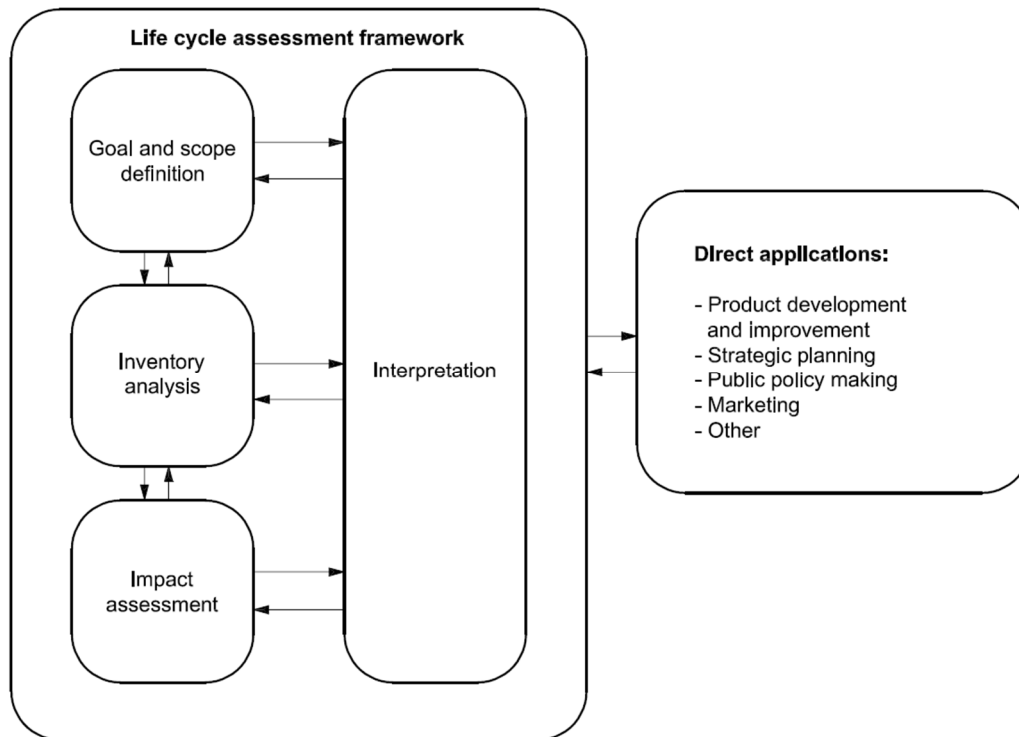 Life cycle assessment framework
Goal and scope
definition
Inventory
analysis
Impact
assessment
Interpretation
Direct applications:
- Product development
and improvement
- Strategic planning
- Public policy making
- Marketing
- Other